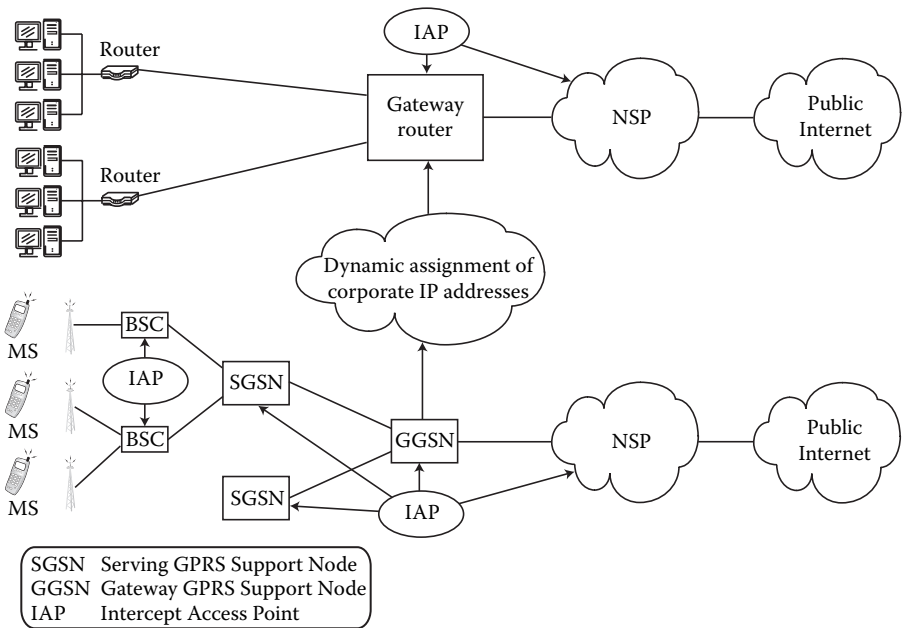 IAP
Router
Gateway
router
NSP
Public
Internet
Router
Dynamic assignment of
corporate IP addresses
MS
BSC
IAP
SGSN
MS
BSC
GGSN
NSP
Public
Internet
MS
SGSN
IAP
SGSN Serving GPRS Support Node
GGSN Gateway GPRS Support Node
IAP Intercept Access Point